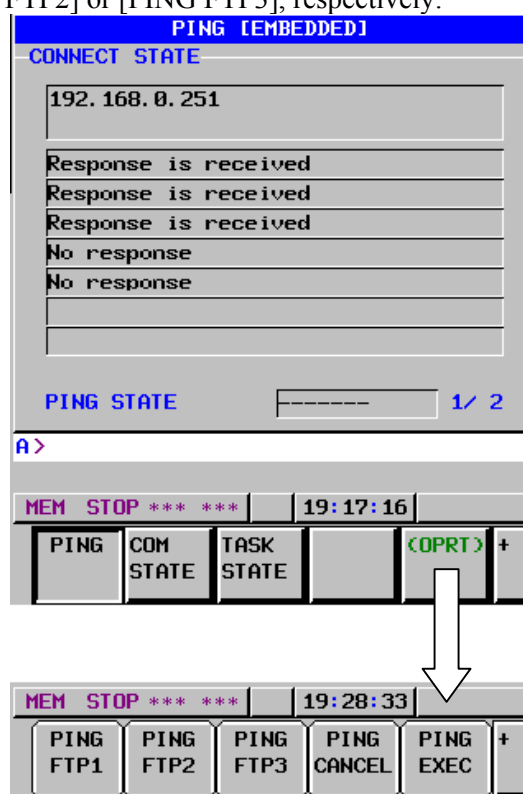 FTP2] or [PING FTP3], respectively.
PING [EMBEDDED]
CONNECT STATE
192.168.0.251
Response is received
Response is received
Response is received
No response
No response
PING STATE -------- 1/ 2
A>
MEM STOP *** *** 19:17:16
PING COM STATE TASK STATE (OPRT) +
MEM STOP *** *** 19:28:33
PING FTP1 PING FTP2 PING FTP3 PING CANCEL PING EXEC +